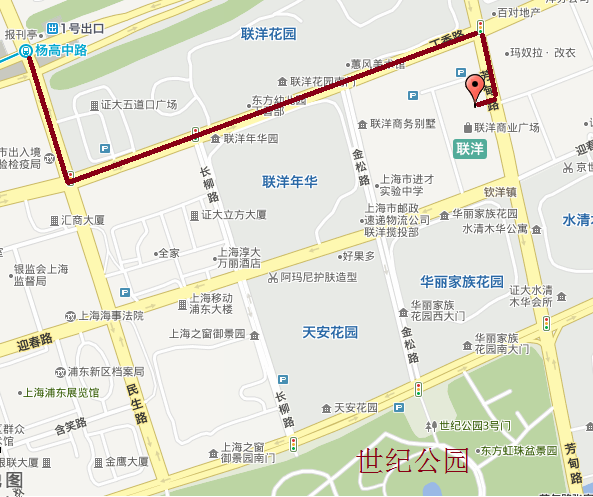 百对地产
联洋花园
1号出口
报刊亭
杨高中路
丁香路
玛奴拉·改衣
蕙风美术馆
联洋花园南门
芳甸路
证大五道口广场
东方幼儿园
联洋商务别墅
联洋商业广场
联洋年华园
联洋
迎春
市出入境
验检疫局
金松路
长柳路
联洋年华
上海市进才
实验中学
钦洋镇
上海市邮政
速递物流公司
联洋揽投部
华丽家族花园
水清木华公寓
水清木
汇商大厦
证大立方大厦
全家
上海淳大
万丽酒店
好果多
阿玛尼护肤造型
银监会上海
监督局
华丽家族花园
证大水清
木华会所
上海移动
浦东大楼
华丽家族
花园西大门
上海海事法院
上海之窗御景园
天安花园
金松路
迎春路
华丽家族
花园南大门
浦东新区档案局
上海浦东展览馆
民生路
长柳路
天安花园
含笑路
世纪公园3号门
区群众
术馆
上海之窗
御景园南门
世纪公园
东方虹珠盆景园
芳甸路
银大厦
金鹰大厦
图